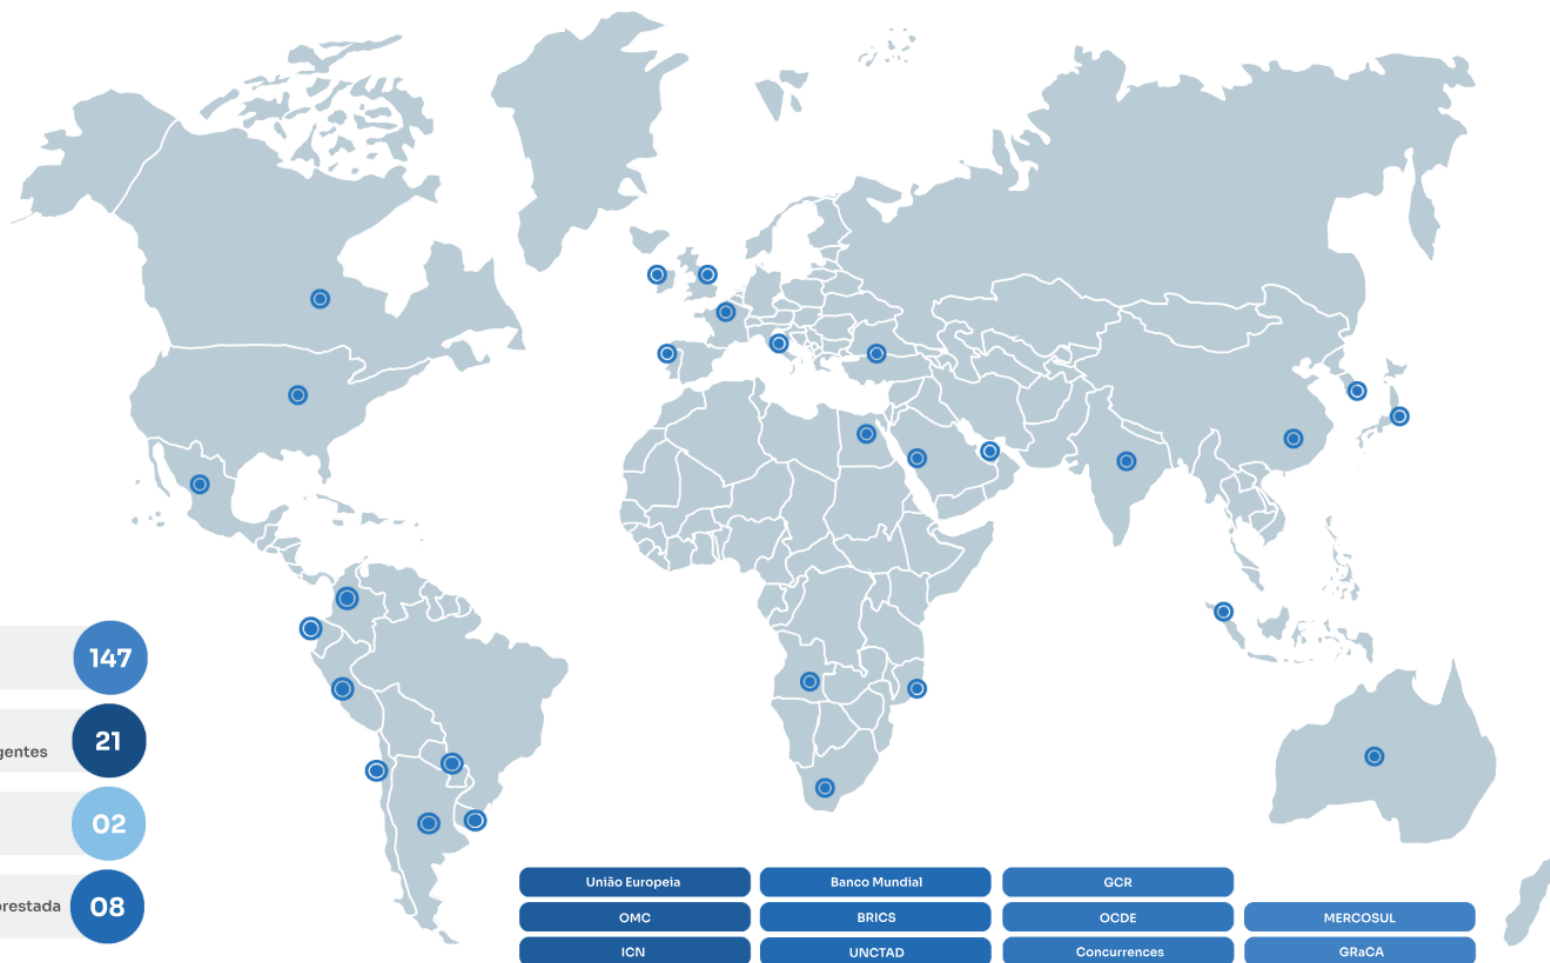 147
gentes
21
02
prestada
08
União Europeia
Banco Mundial
GCR
OMC
BRICS
OCDE
MERCOSUL
ICN
UNCTAD
Concurrences
GRaCA